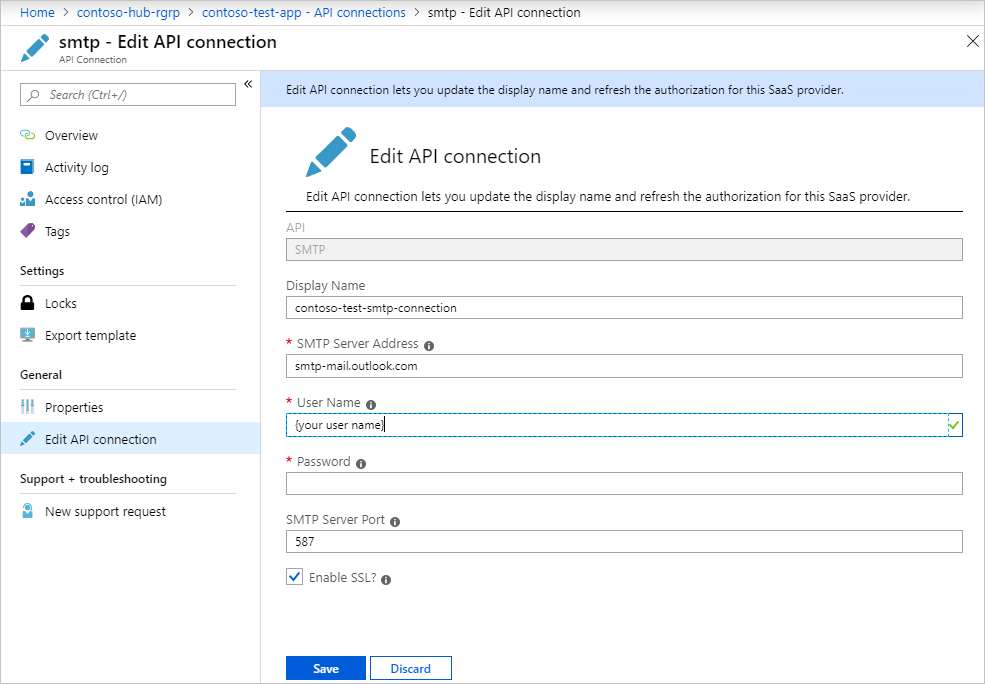 Home > contoso-hub-rgrp > contoso-test-app - API connections > smtp - Edit API connection
smtp - Edit API connection
API Connection
Search (Ctrl+/)
«
Overview
Activity log
Access control (IAM)
Tags
Settings
Locks
Export template
General
Properties
Edit API connection
Support + troubleshooting
New support request
Edit API connection lets you update the display name and refresh the authorization for this SaaS provider.
Edit API connection
Edit API connection lets you update the display name and refresh the authorization for this SaaS provider.
API
SMTP
Display Name
contoso-test-smtp-connection
* SMTP Server Address
smtp-mail.outlook.com
* User Name
{your user name}
* Password
SMTP Server Port
587
Enable SSL?
Save Discard